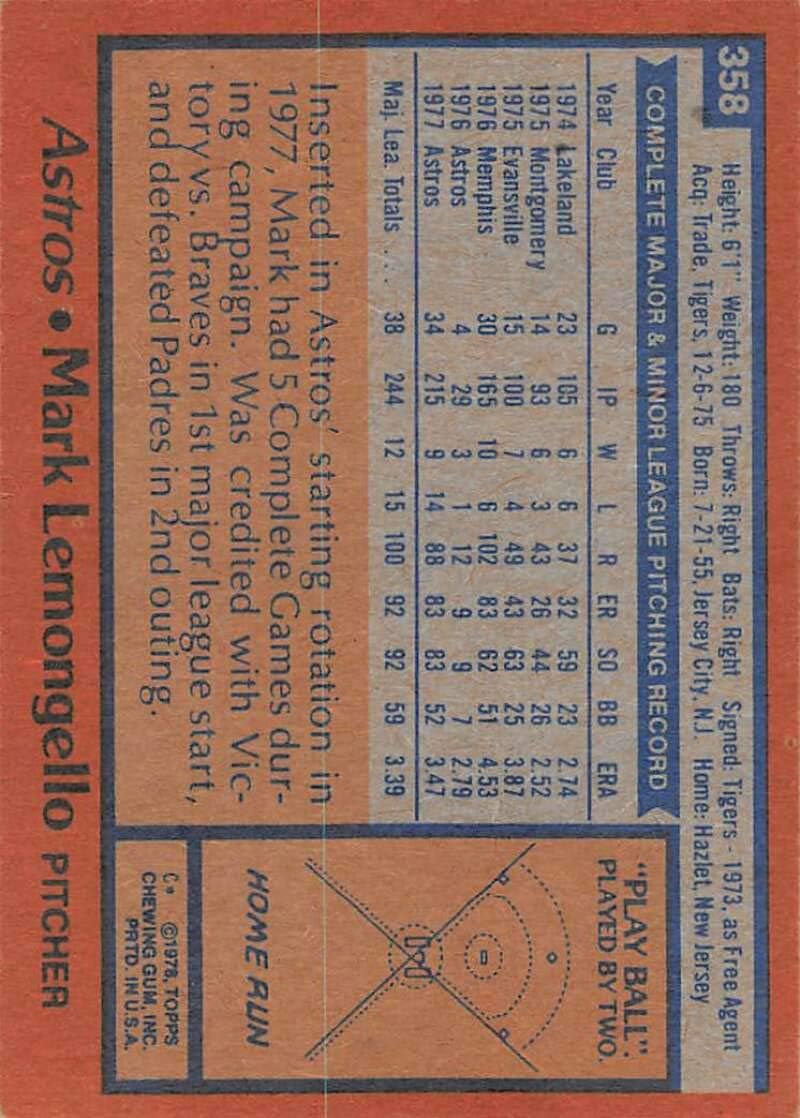 358
Height: 6'1" Weight: 180 Throws: Right Bats: Right Signed: Tigers - 1973, as Free Agent
Acq: Trade, Tigers, 12-6-75 Born: 7-21-55, Jersey City, N.J. Home: Hazlet, New Jersey
COMPLETE MAJOR & MINOR LEAGUE PITCHING RECORD
Year Club G IP W L R ER SO BB ERA
1974 Lakeland 23 105 6 6 37 32 59 23 2.74
1975 Montgomery 14 93 6 3 43 26 44 26 2.52
1975 Evansville 15 100 7 4 49 43 63 25 3.87
1976 Memphis 30 165 10 6 102 83 62 51 4.53
1976 Astros 4 29 3 1 12 9 9 7 2.79
1977 Astros 34 215 9 14 88 83 83 52 3.47
Maj. Lea. Totals . . . 38 244 12 15 100 92 92 59 3.39
Inserted in Astros' starting rotation in
1977, Mark had 5 Complete Games dur-
ing campaign. Was credited with Vic-
tory vs. Braves in 1st major league start,
and defeated Padres in 2nd outing.
"PLAY BALL".
PLAYED BY TWO.
HOME RUN
C* ©1978, TOPPS
CHEWING GUM, INC.
PRTD. IN U.S.A.
Astros • Mark Lemongello PITCHER